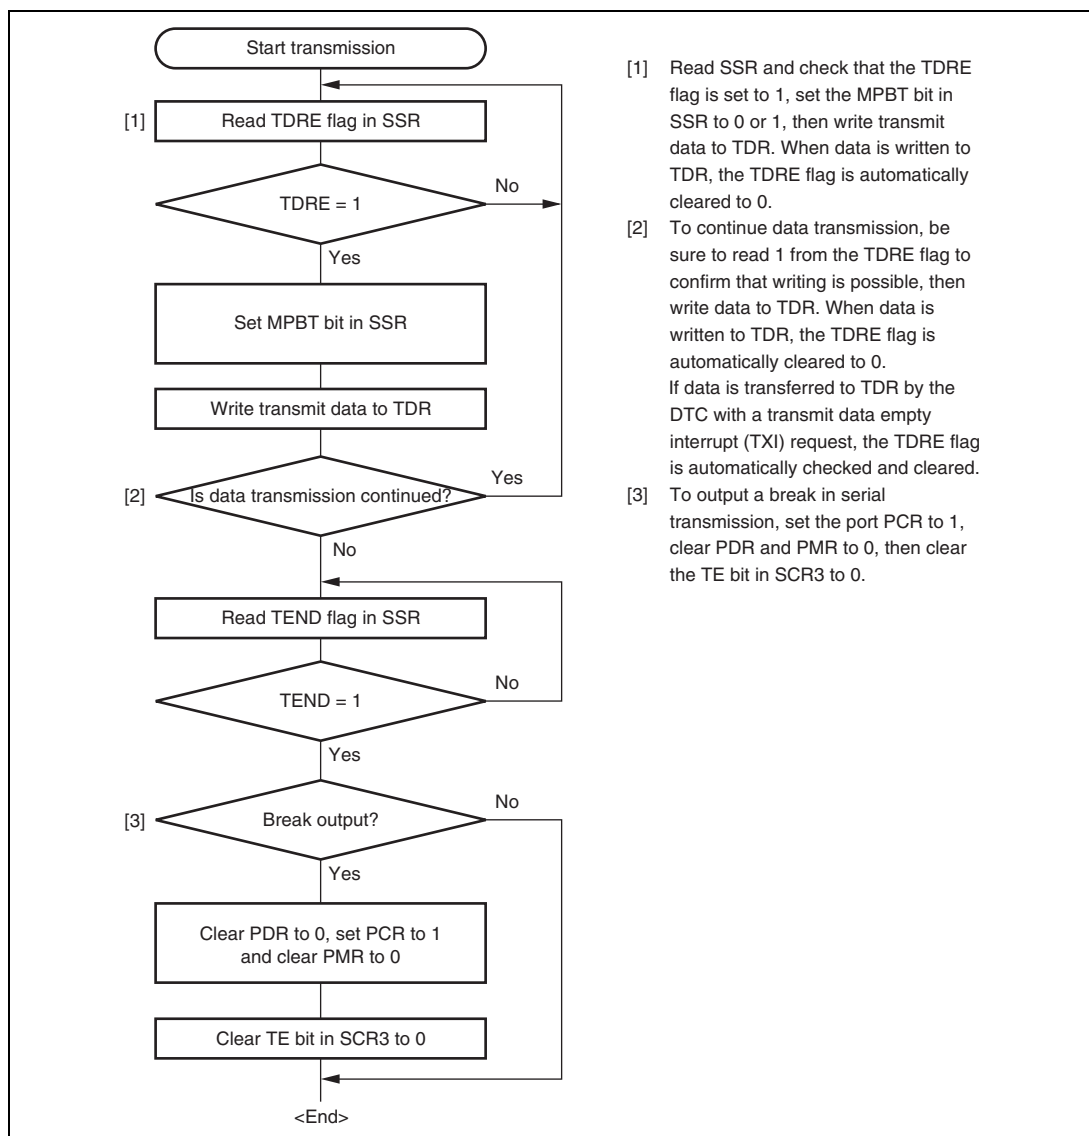 Start transmission
[1] Read TDRE flag in SSR
TDRE = 1
No
Yes
Set MPBT bit in SSR
Write transmit data to TDR
[2] Is data transmission continued?
Yes
No
Read TEND flag in SSR
TEND = 1
No
Yes
[3] Break output?
No
Yes
Clear PDR to 0, set PCR to 1
and clear PMR to 0
Clear TE bit in SCR3 to 0
<End>
[1] Read SSR and check that the TDRE
flag is set to 1, set the MPBT bit in
SSR to 0 or 1, then write transmit
data to TDR. When data is written to
TDR, the TDRE flag is automatically
cleared to 0.
[2] To continue data transmission, be
sure to read 1 from the TDRE flag to
confirm that writing is possible, then
write data to TDR. When data is
written to TDR, the TDRE flag is
automatically cleared to 0.
If data is transferred to TDR by the
DTC with a transmit data empty
interrupt (TXI) request, the TDRE flag
is automatically checked and cleared.
[3] To output a break in serial
transmission, set the port PCR to 1,
clear PDR and PMR to 0, then clear
the TE bit in SCR3 to 0.